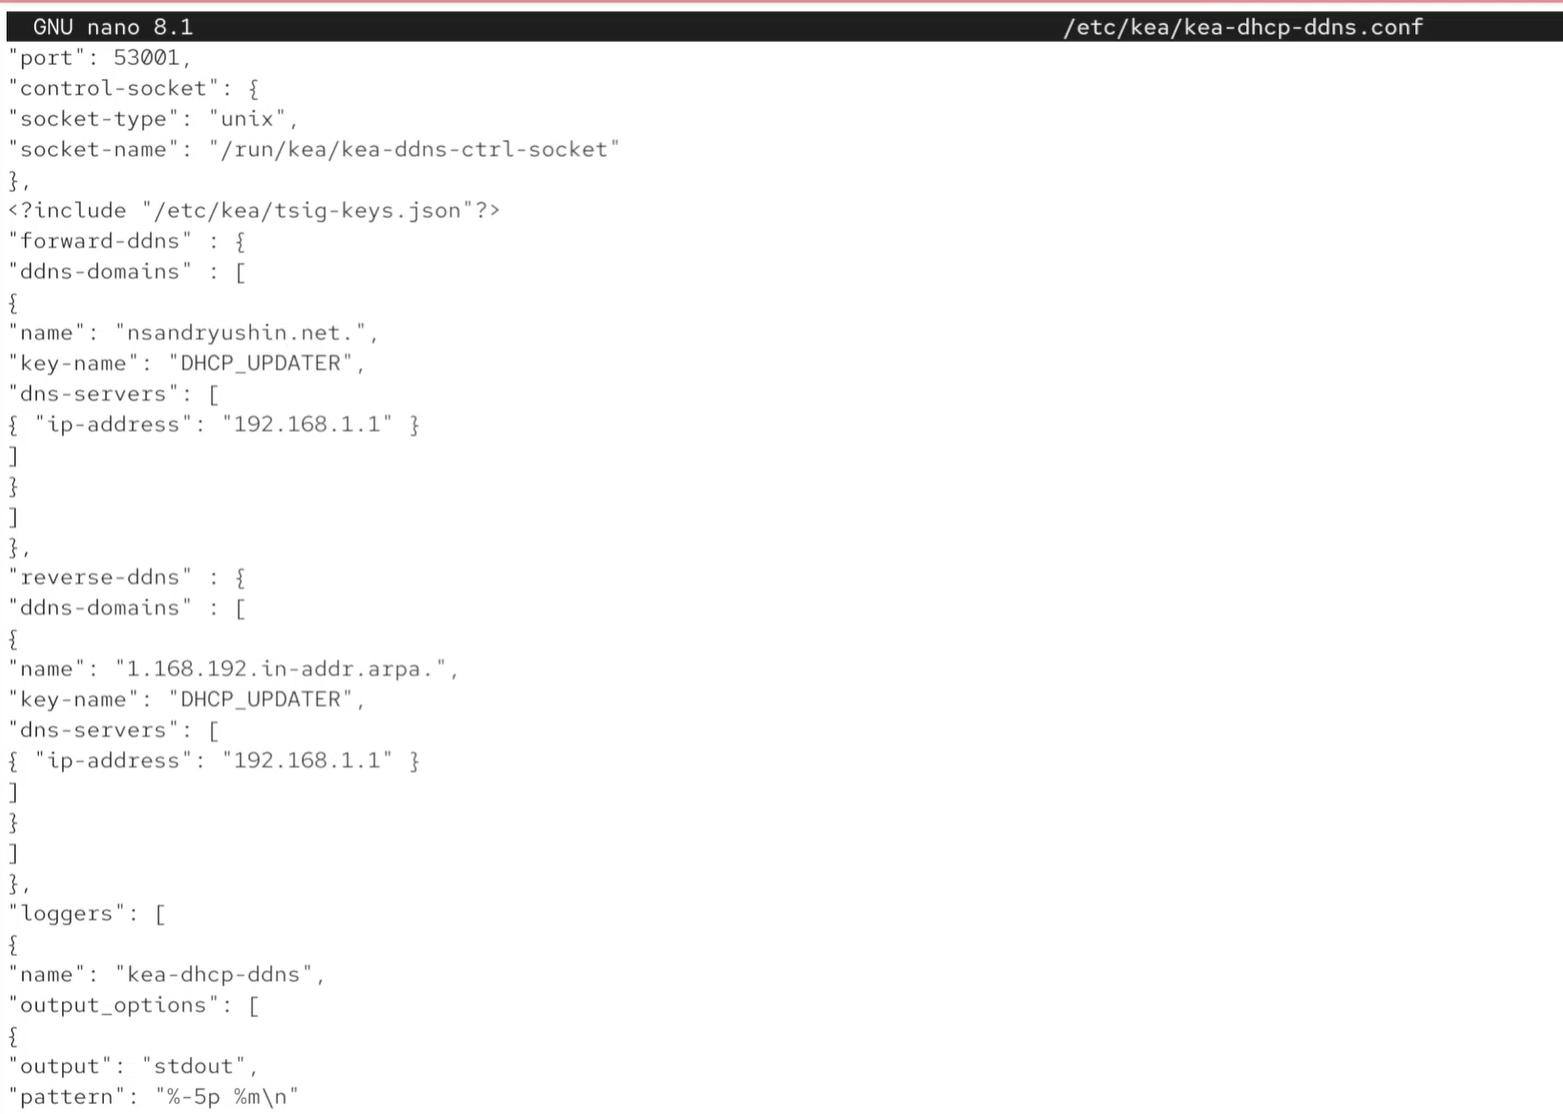 GNU nano 8.1 /etc/kea/kea-dhcp-ddns.conf
"port": 53001,
"control-socket": {
"socket-type": "unix",
"socket-name": "/run/kea/kea-ddns-ctrl-socket"
},
<?include "/etc/kea/tsig-keys.json"?>
"forward-ddns" : {
"ddns-domains" : [
{
"name": "nsandryushin.net.",
"key-name": "DHCP_UPDATER",
"dns-servers": [
{ "ip-address": "192.168.1.1" }
]
}
]
},
"reverse-ddns" : {
"ddns-domains" : [
{
"name": "1.168.192.in-addr.arpa.",
"key-name": "DHCP_UPDATER",
"dns-servers": [
{ "ip-address": "192.168.1.1" }
]
}
]
},
"loggers": [
{
"name": "kea-dhcp-ddns",
"output_options": [
{
"output": "stdout",
"pattern": "%-5p %m\n"